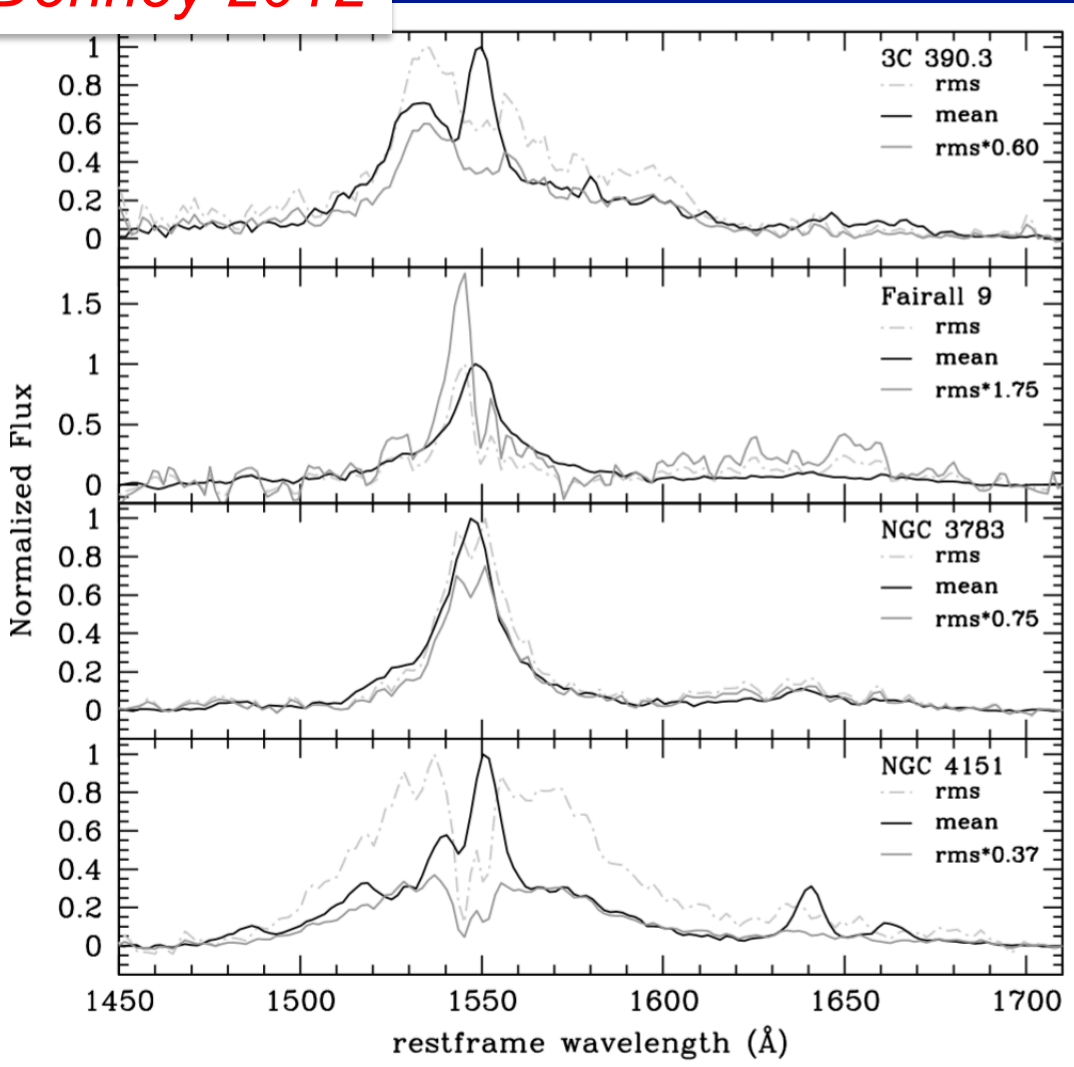 2012
3C 390.3
rms
mean
rms*0.60
1
0.8
0.6
0.4
0.2
0
Fairall 9
rms
mean
rms*1.75
1.5
1
0.5
0
NGC 3783
rms
mean
rms*0.75
1
0.8
0.6
0.4
0.2
0
NGC 4151
rms
mean
rms*0.37
1
0.8
0.6
0.4
0.2
0
Normalized Flux
1450 1500 1550 1600 1650 1700
restframe wavelength (Å)